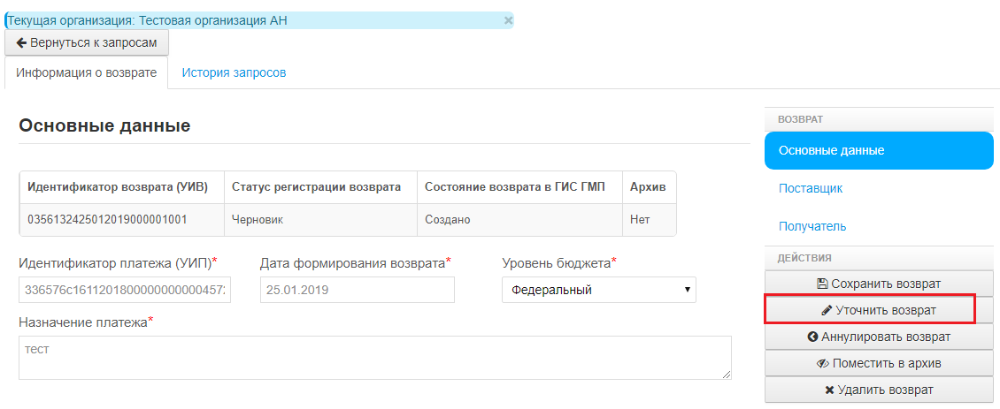 Текущая организация: Тестовая организация АН
Вернуться к запросам
Информация о возврате История запросов
Основные данные
Идентификатор возврата (УИВ) Статус регистрации возврата Состояние возврата в ГИС ГМП Архив
0356132425012019000001001 Черновик Создано Нет
Идентификатор платежа (УИП)* Дата формирования возврата* Уровень бюджета*
25.01.2019 Федеральный
Назначение платежа*
тест
ВОЗВРАТ
Основные данные
Поставщик
Получатель
ДЕЙСТВИЯ
Сохранить возврат
Уточнить возврат
Аннулировать возврат
Поместить в архив
Удалить возврат